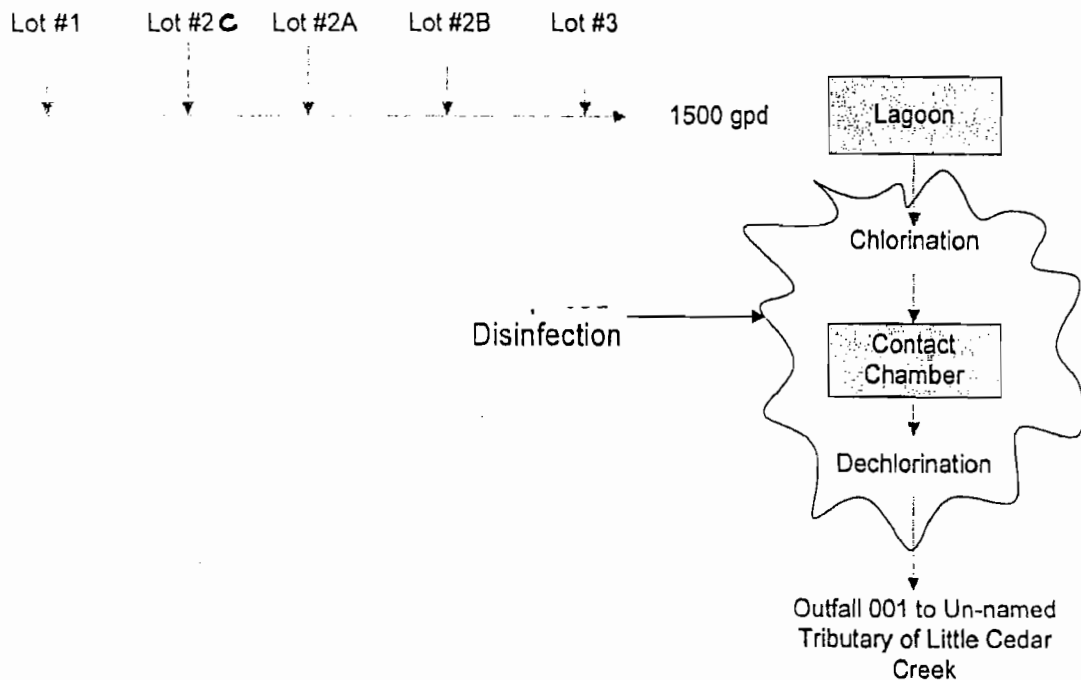 Lot #1 Lot #2 C Lot #2A Lot #2B Lot #3
1500 gpd
Lagoon
Chlorination
Disinfection
Contact
Chamber
Dechlorination
Outfall 001 to Un-named
Tributary of Little Cedar
Creek